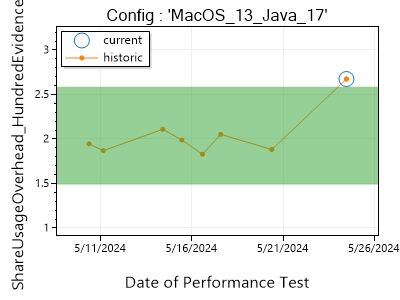 Config : 'MacOS_13_Java_17'
ShareUsageOverhead_HundredEvidence
current
historic
3
2.5
2
1.5
1
5/11/2024
5/16/2024
5/21/2024
5/26/2024
Date of Performance Test